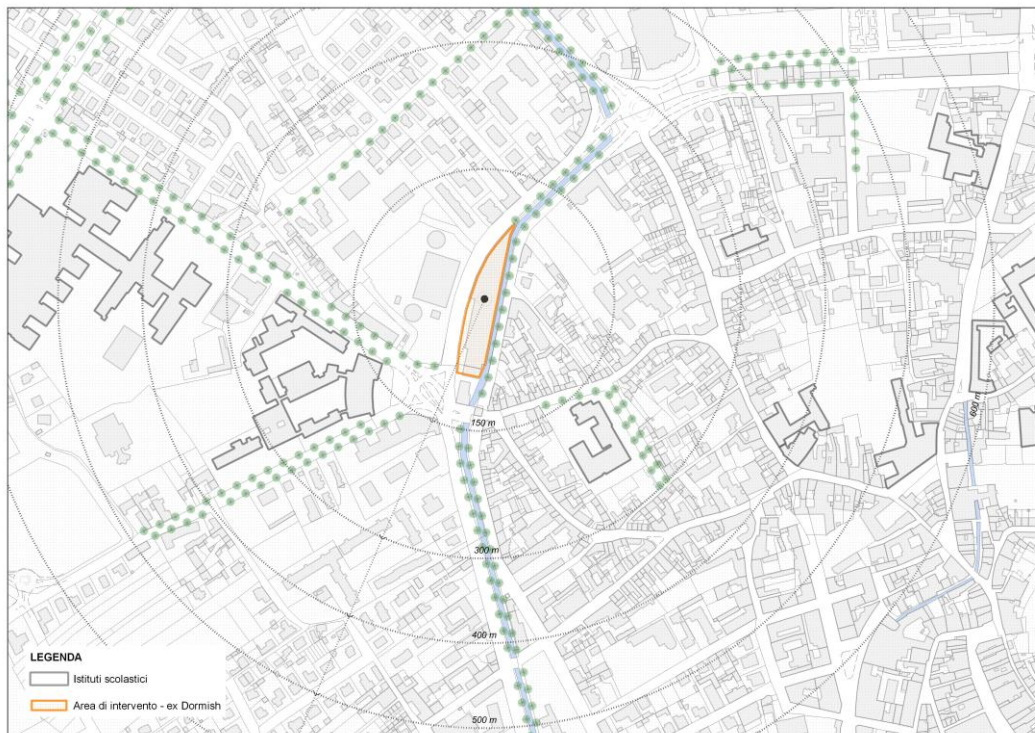 600 m
150 m
300 m
400 m
500 m
LEGENDA
Istituti scolastici
Area di intervento - ex Dormish